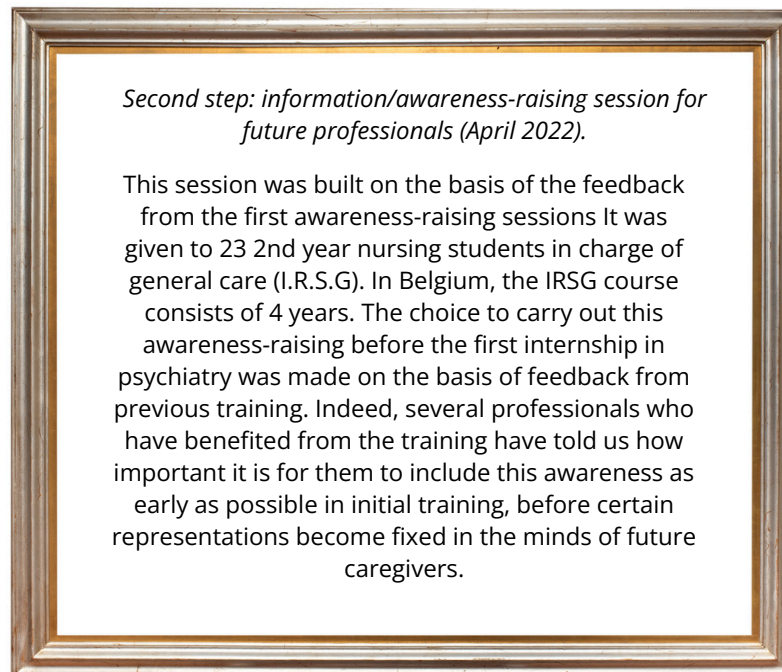 Second step: information/awareness-raising session for
future professionals (April 2022).
This session was built on the basis of the feedback
from the first awareness-raising sessions It was
given to 23 2nd year nursing students in charge of
general care (I.R.S.G). In Belgium, the IRSG course
consists of 4 years. The choice to carry out this
awareness-raising before the first internship in
psychiatry was made on the basis of feedback from
previous training. Indeed, several professionals who
have benefited from the training have told us how
important it is for them to include this awareness as
early as possible in initial training, before certain
representations become fixed in the minds of future
caregivers.